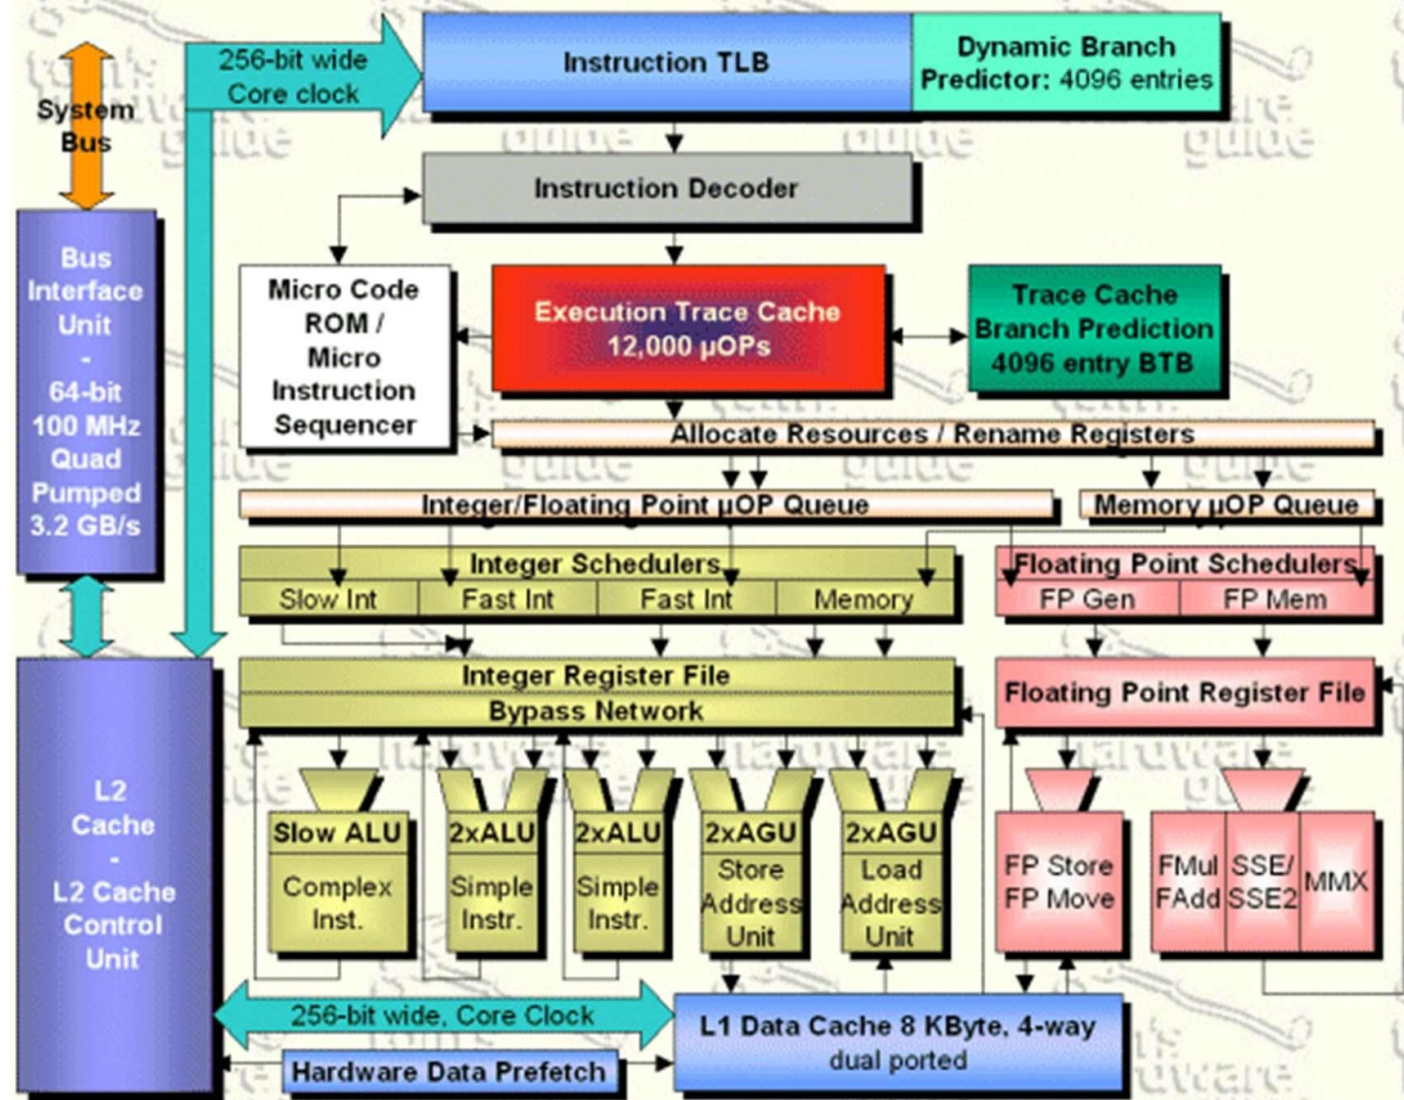 256-bit wide
Core clock
Instruction TLB
Dynamic Branch
Predictor: 4096 entries
System
Bus
Instruction Decoder
Bus
Interface
Unit
-
64-bit
100 MHz
Quad
Pumped
3.2 GB/s
Micro Code
ROM /
Micro
Instruction
Sequencer
Execution Trace Cache
12,000 µOPs
Trace Cache
Branch Prediction
4096 entry BTB
Allocate Resources / Rename Registers
Integer/Floating Point µOP Queue
Memory µOP Queue
Integer Schedulers
Slow Int
Fast Int
Fast Int
Memory
Floating Point Schedulers
FP Gen
FP Mem
Integer Register File
Bypass Network
Floating Point Register File
L2
Cache
-
L2 Cache
Control
Unit
Slow ALU
Complex
Inst.
2xALU
Simple
Instr.
2xALU
Simple
Instr.
2xAGU
Store
Address
Unit
2xAGU
Load
Address
Unit
FP Store
FP Move
FMul
FAdd
SSE/
SSE2
MMX
256-bit wide, Core Clock
L1 Data Cache 8 KByte, 4-way
dual ported
Hardware Data Prefetch